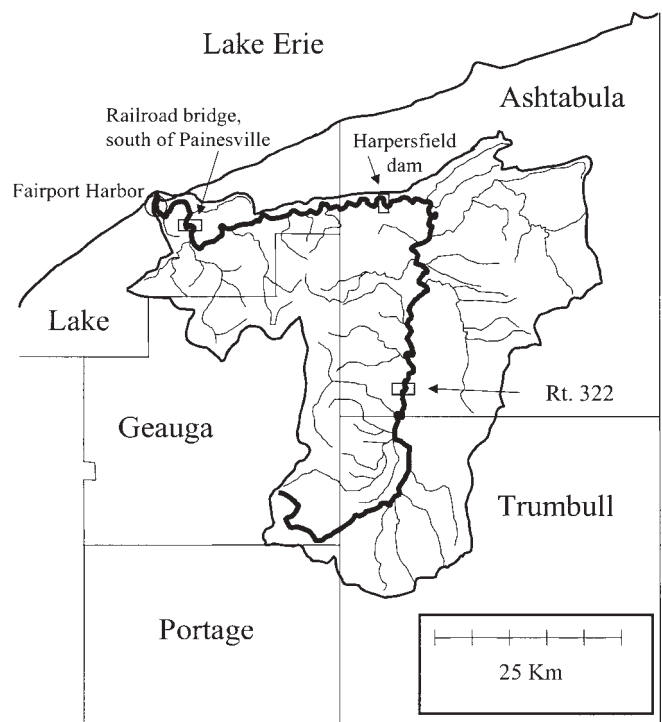 Lake Erie
Ashtabula
Railroad bridge,
south of Painesville
Harpersfield
dam
Fairport Harbor
Lake
Rt. 322
Geauga
Trumbull
Portage
25 Km